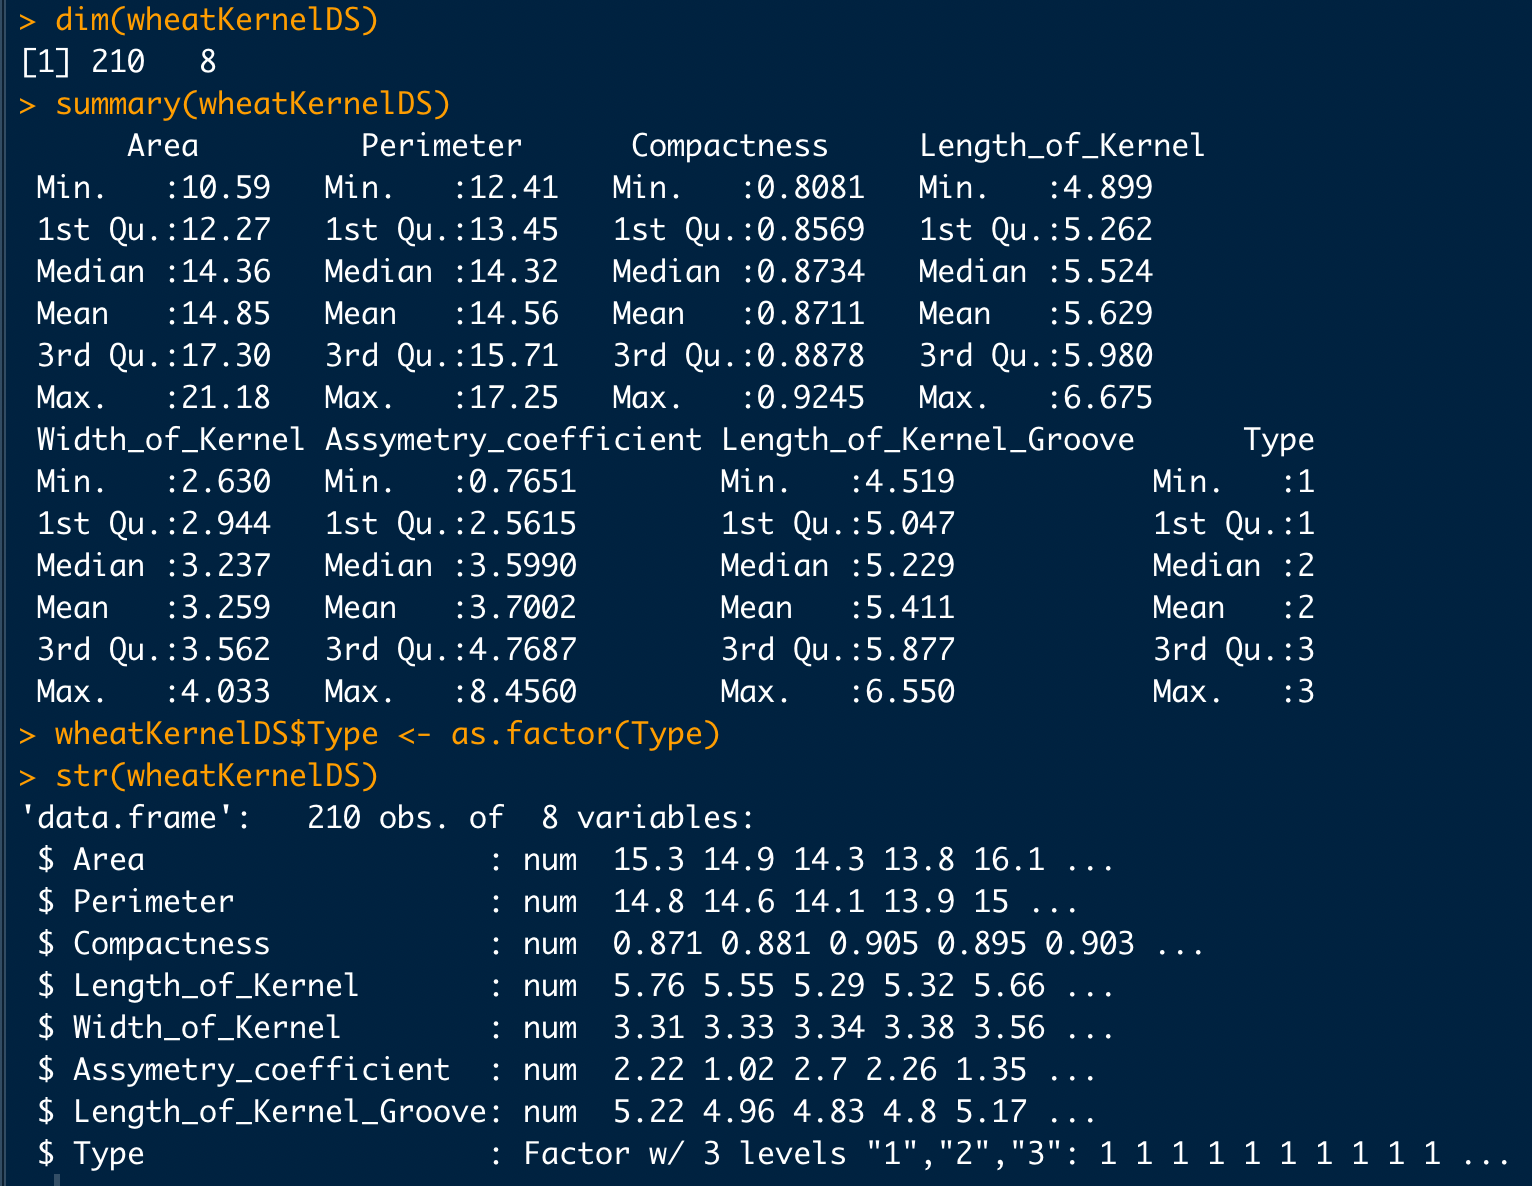 > dim(wheatKernelDS)
[1] 210   8
> summary(wheatKernelDS)
      Area         Perimeter      Compactness     Length_of_Kernel
 Min.   :10.59   Min.   :12.41   Min.   :0.8081   Min.   :4.899
 1st Qu.:12.27   1st Qu.:13.45   1st Qu.:0.8569   1st Qu.:5.262
 Median :14.36   Median :14.32   Median :0.8734   Median :5.524
 Mean   :14.85   Mean   :14.56   Mean   :0.8711   Mean   :5.629
 3rd Qu.:17.30   3rd Qu.:15.71   3rd Qu.:0.8878   3rd Qu.:5.980
 Max.   :21.18   Max.   :17.25   Max.   :0.9245   Max.   :6.675
 Width_of_Kernel Assymetry_coefficient Length_of_Kernel_Groove      Type
 Min.   :2.630   Min.   :0.7651        Min.   :4.519           Min.   :1
 1st Qu.:2.944   1st Qu.:2.5615        1st Qu.:5.047           1st Qu.:1
 Median :3.237   Median :3.5990        Median :5.229           Median :2
 Mean   :3.259   Mean   :3.7002        Mean   :5.411           Mean   :2
 3rd Qu.:3.562   3rd Qu.:4.7687        3rd Qu.:5.877           3rd Qu.:3
 Max.   :4.033   Max.   :8.4560        Max.   :6.550           Max.   :3
> wheatKernelDS$Type <- as.factor(Type)
> str(wheatKernelDS)
'data.frame':   210 obs. of  8 variables:
 $ Area                   : num  15.3 14.9 14.3 13.8 16.1 ...
 $ Perimeter              : num  14.8 14.6 14.1 13.9 15 ...
 $ Compactness            : num  0.871 0.881 0.905 0.895 0.903 ...
 $ Length_of_Kernel       : num  5.76 5.55 5.29 5.32 5.66 ...
 $ Width_of_Kernel        : num  3.31 3.33 3.34 3.38 3.56 ...
 $ Assymetry_coefficient  : num  2.22 1.02 2.7 2.26 1.35 ...
 $ Length_of_Kernel_Groove: num  5.22 4.96 4.83 4.8 5.17 ...
 $ Type                   : Factor w/ 3 levels "1","2","3": 1 1 1 1 1 1 1 1 1 1 ...